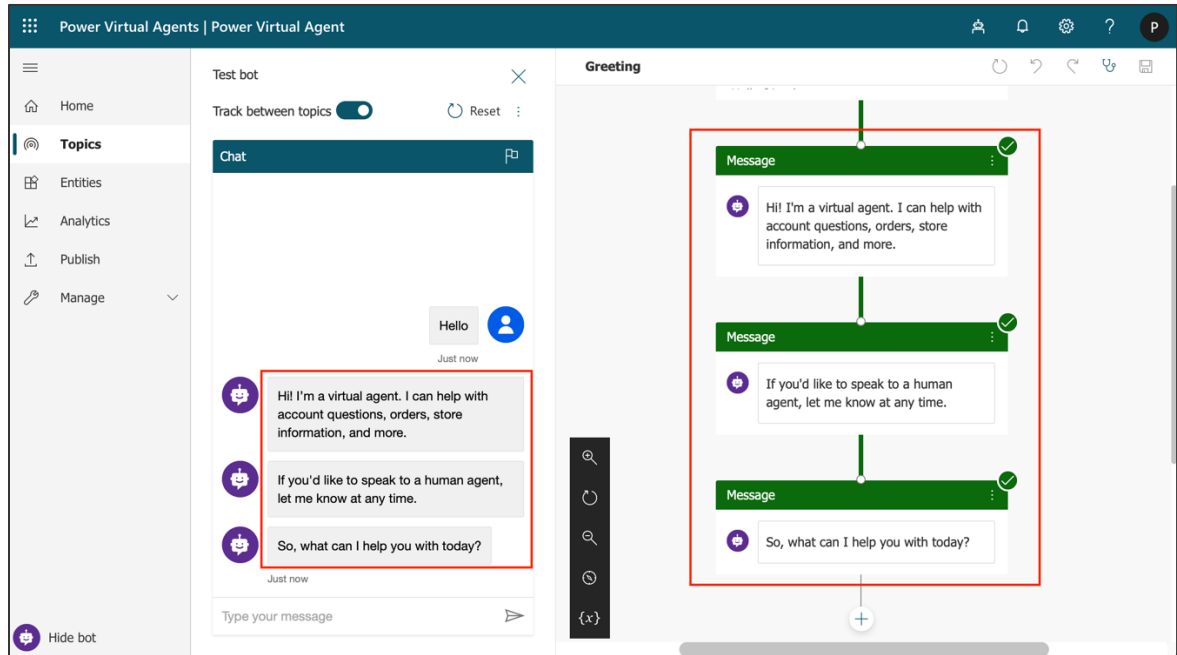 Power Virtual Agents | Power Virtual Agent
?
P
Home
Topics
Entities
Analytics
Publish
Manage
Hide bot
Test bot
Track between topics
Reset
Chat
Hello
Just now
Hi! I'm a virtual agent. I can help with
account questions, orders, store
information, and more.
If you'd like to speak to a human agent,
let me know at any time.
So, what can I help you with today?
Just now
Type your message
Greeting
Message
Hi! I'm a virtual agent. I can help with
account questions, orders, store
information, and more.
Message
If you'd like to speak to a human
agent, let me know at any time.
Message
So, what can I help you with today?
{x}